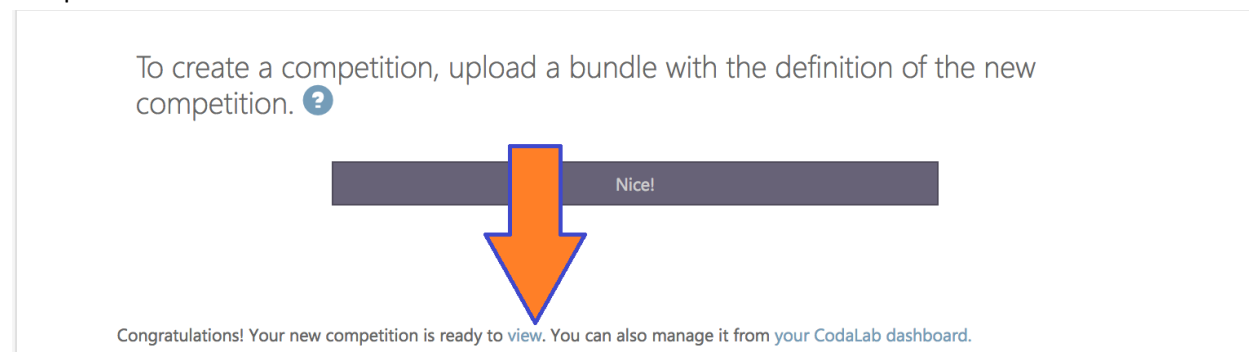 To create a competition, upload a bundle with the definition of the new
competition. ?
Nice!
Congratulations! Your new competition is ready to view. You can also manage it from your CodaLab dashboard.